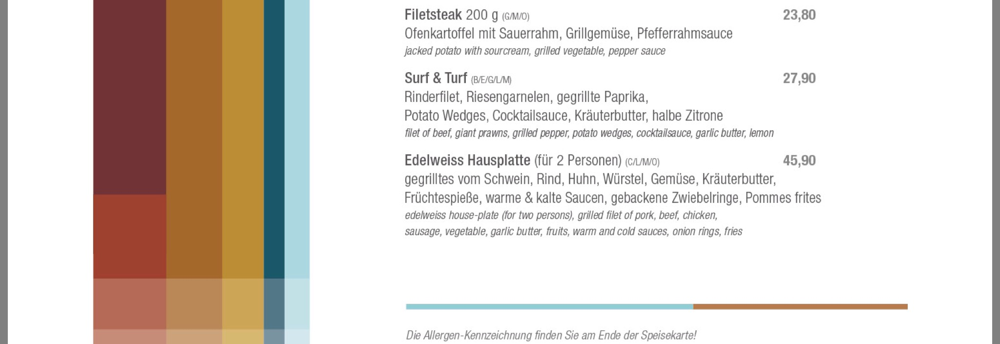 Filetsteak 200 g (G/M/O) 23,80
Ofenkartoffel mit Sauerrahm, Grillgemüse, Pfefferrahmsauce
jacked potato with sourcream, grilled vegetable, pepper sauce
Surf & Turf (B/E/G/L/M) 27,90
Rinderfilet, Riesengarnelen, gegrillte Paprika,
Potato Wedges, Cocktailsauce, Kräuterbutter, halbe Zitrone
filet of beef, giant prawns, grilled pepper, potato wedges, cocktailsauce, garlic butter, lemon
Edelweiss Hausplatte (für 2 Personen) (C/L/M/O) 45,90
gegrilltes vom Schwein, Rind, Huhn, Würstel, Gemüse, Kräuterbutter,
Früchtespieße, warme & kalte Saucen, gebackene Zwiebelringe, Pommes frites
edelweiss house-plate (for two persons), grilled filet of pork, beef, chicken,
sausage, vegetable, garlic butter, fruits, warm and cold sauces, onion rings, fries
Die Allergen-Kennzeichnung finden Sie am Ende der Speisekarte!